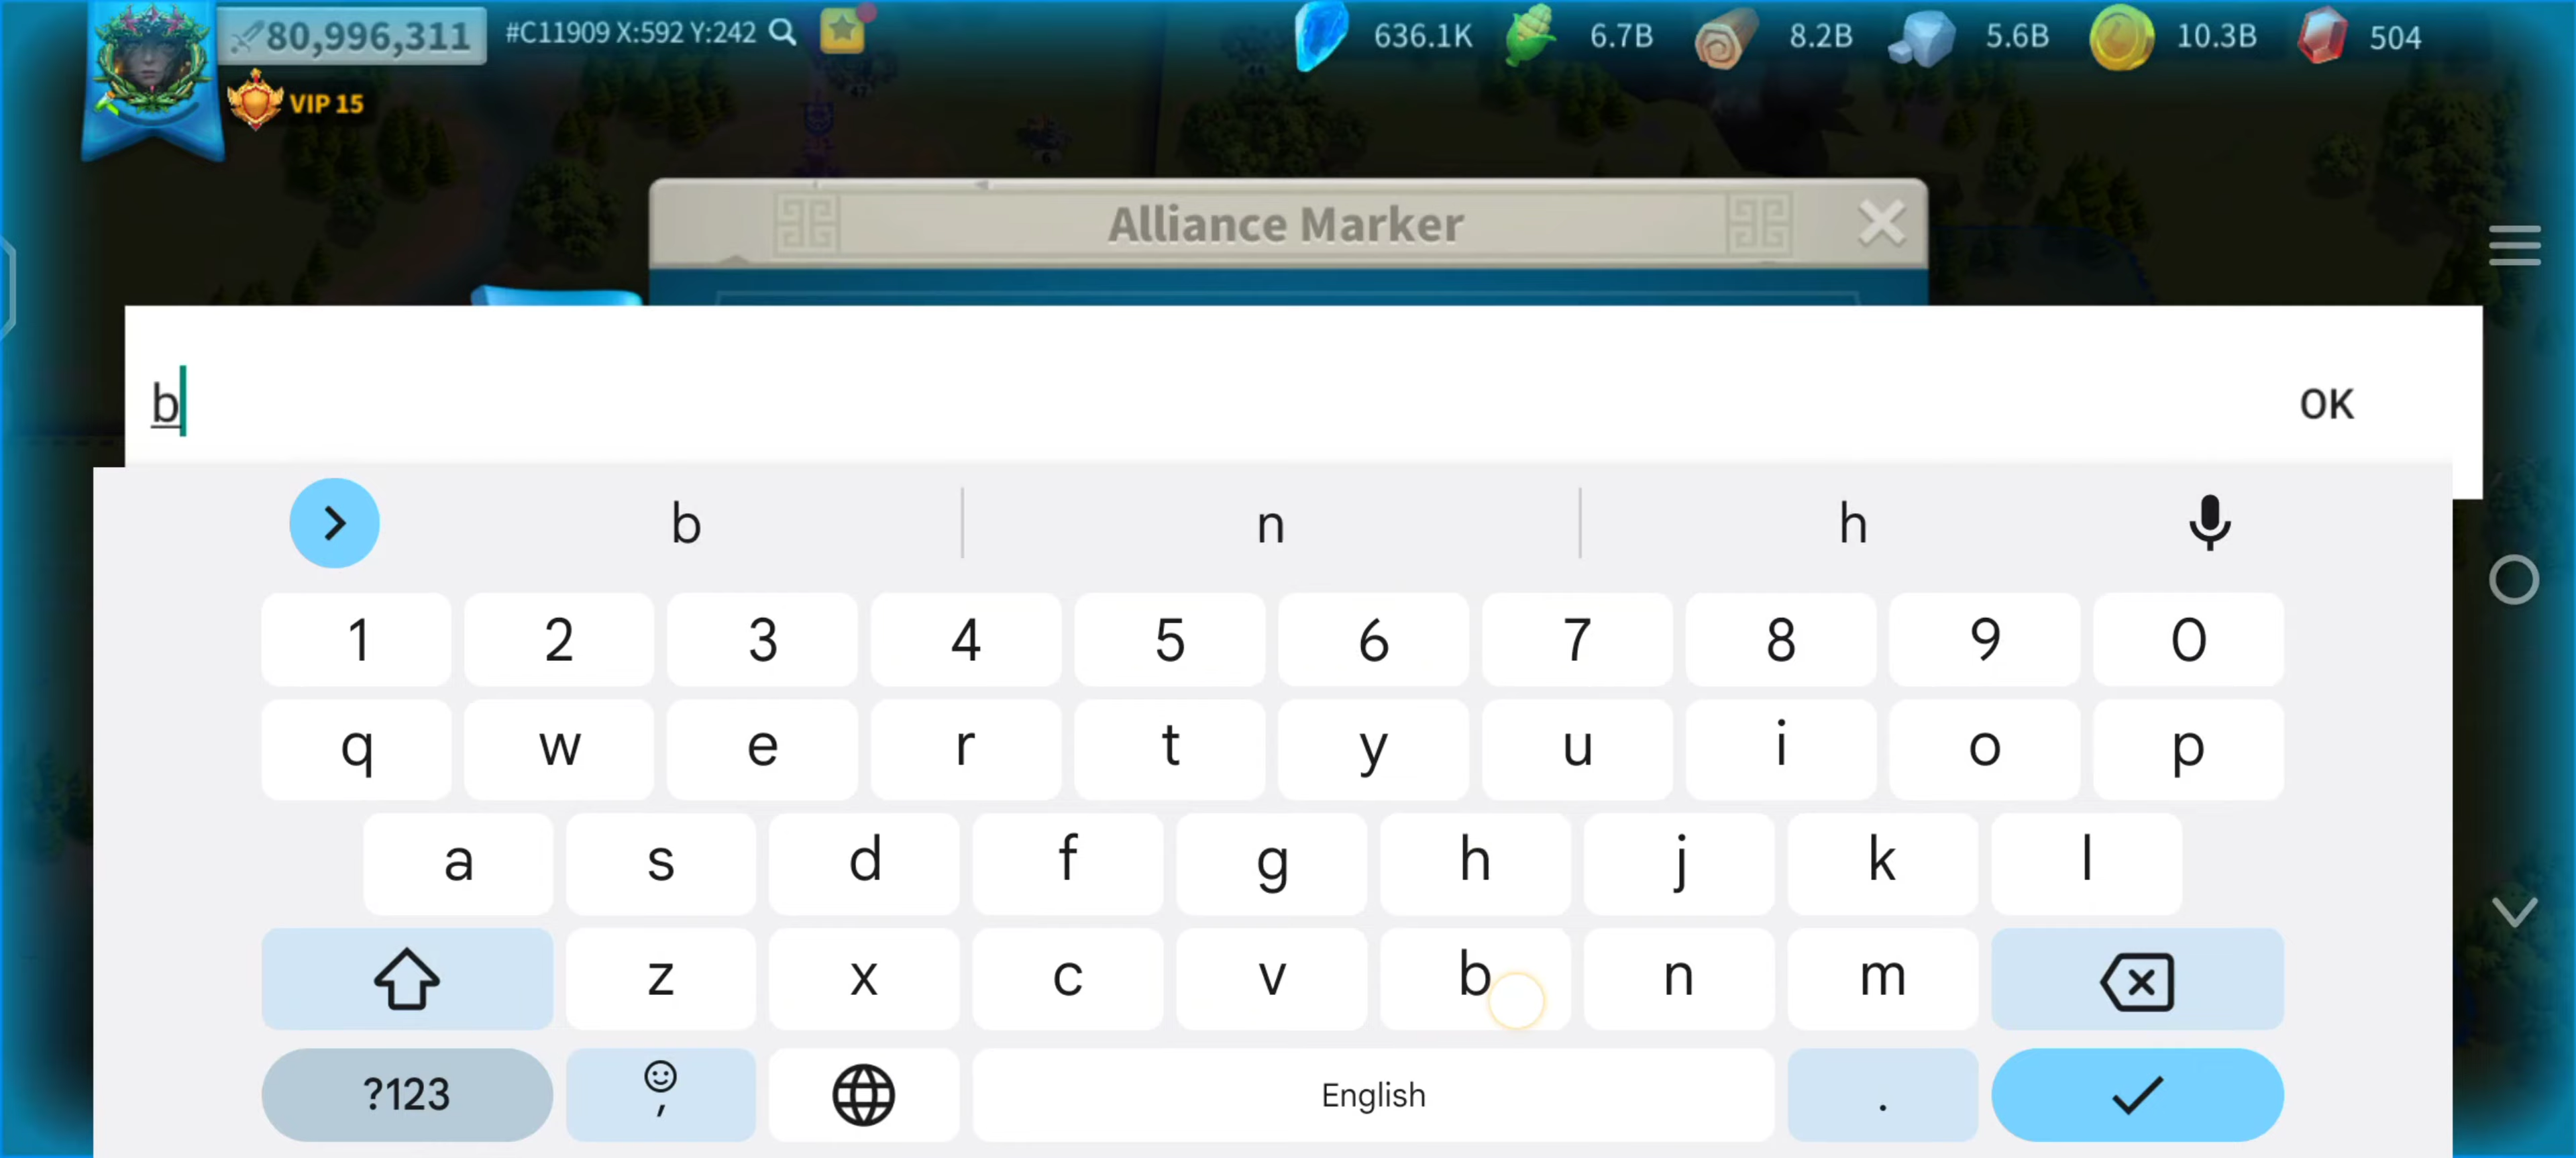 80,996,311 #C11909 X:592 Y:242 636.1K 6.7B 8.2B 5.6B 10.3B 504
VIP 15
Alliance Marker
b OK
b n h
1 2 3 4 5 6 7 8 9 0
q w e r t y u i o p
a s d f g h j k l
z x c v b n m
?123 , English .